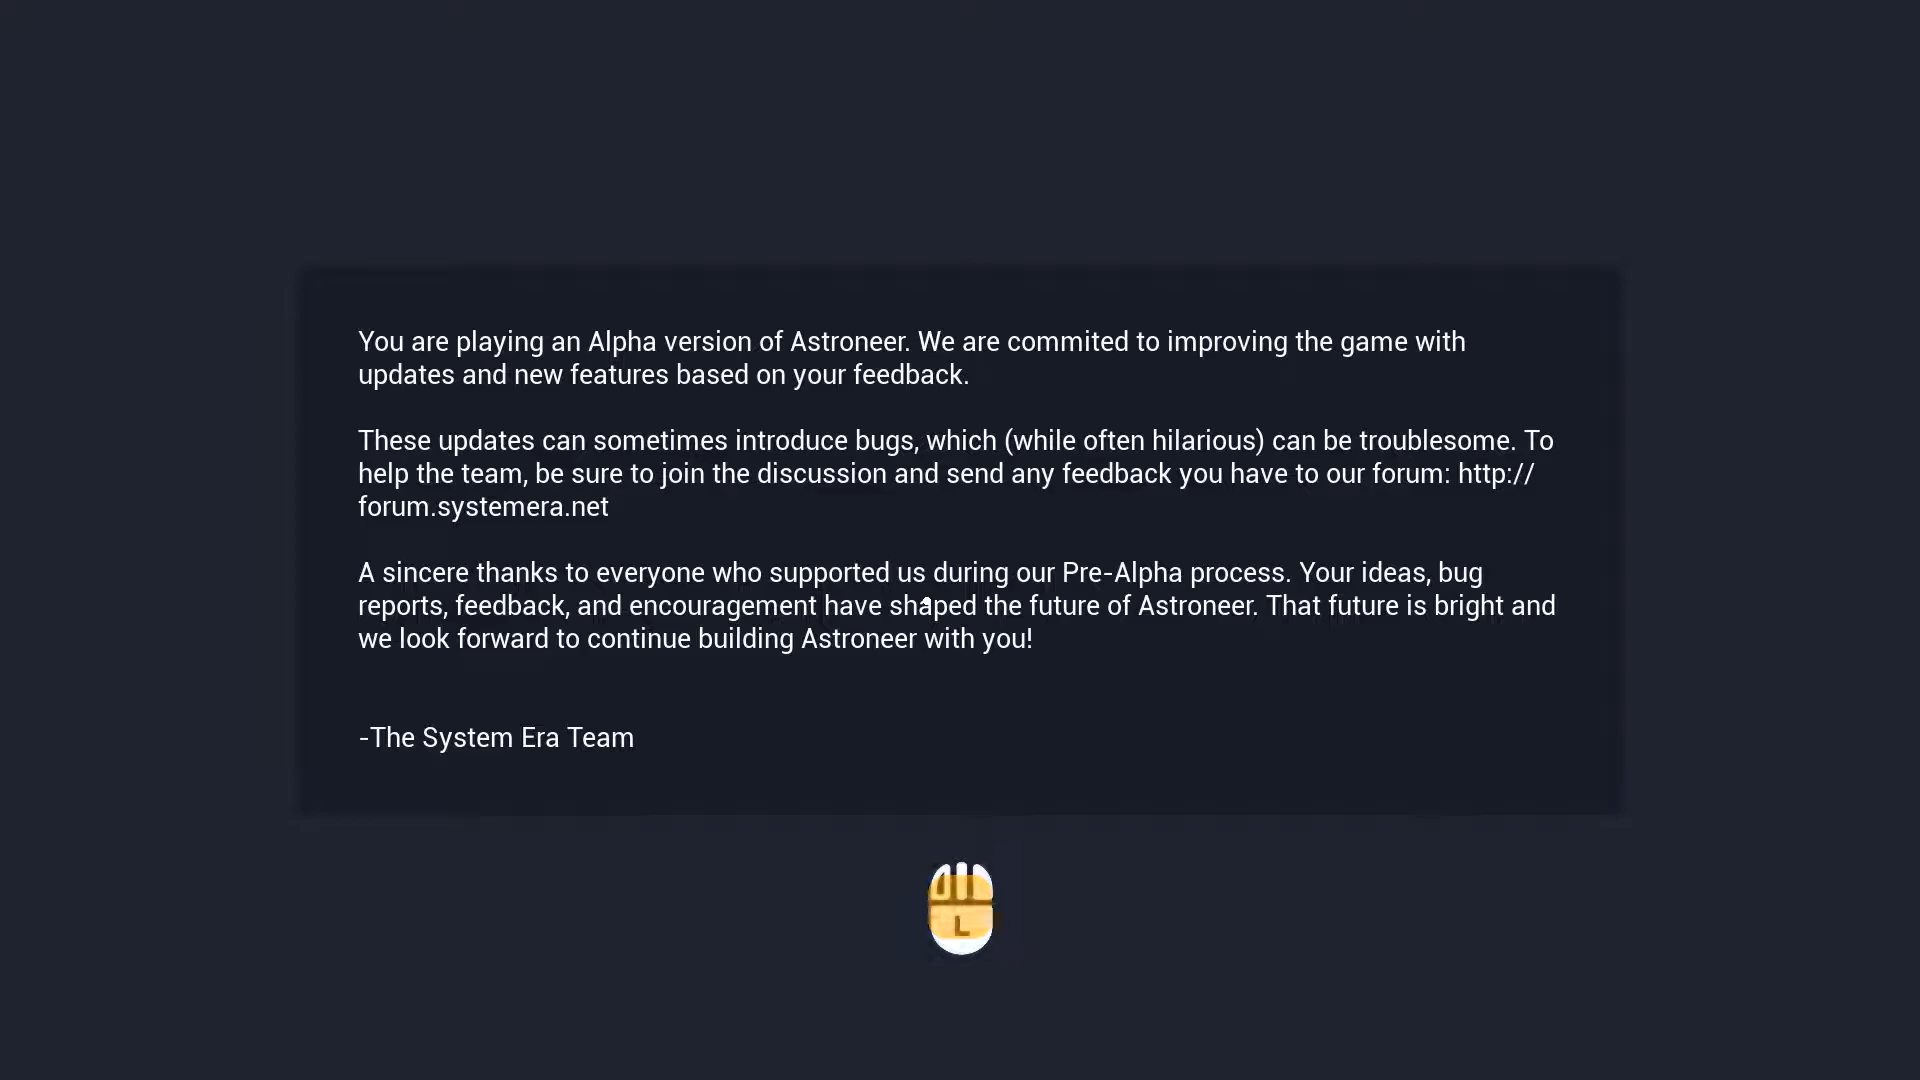 You are playing an Alpha version of Astroneer. We are commited to improving the game with
updates and new features based on your feedback.
These updates can sometimes introduce bugs, which (while often hilarious) can be troublesome. To
help the team, be sure to join the discussion and send any feedback you have to our forum: http://
forum.systemera.net
A sincere thanks to everyone who supported us during our Pre-Alpha process. Your ideas, bug
reports, feedback, and encouragement have shaped the future of Astroneer. That future is bright and
we look forward to continue building Astroneer with you!
-The System Era Team
L